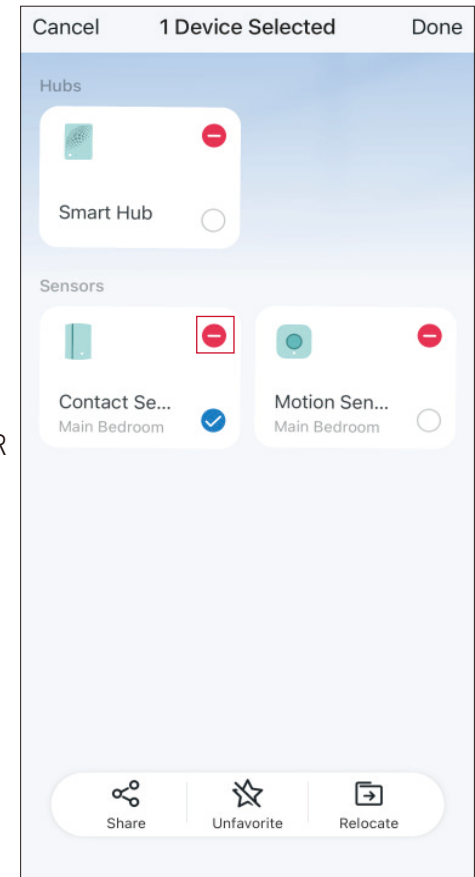 Cancel 1 Device Selected Done
Hubs
Smart Hub
Sensors
Contact Se... Motion Sen...
Main Bedroom Main Bedroom
R
Share Unfavorite Relocate